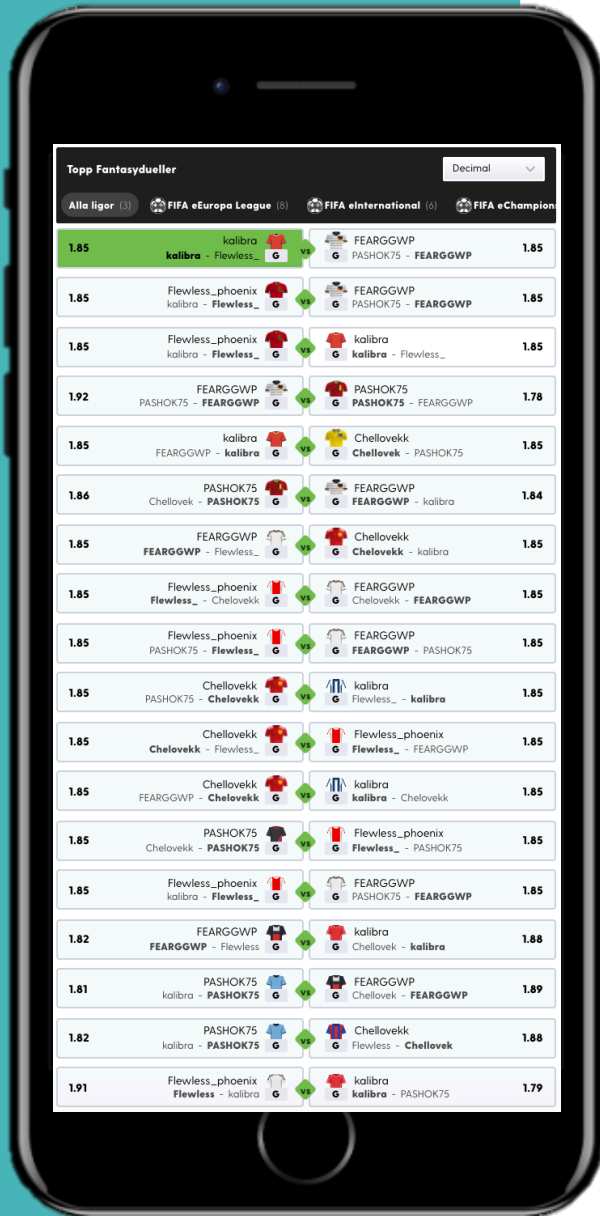 Topp Fantasydueller
Decimal
Alla ligor (3) FIFA eEuropa League (8) FIFA eInternational (6) FIFA eChampions
1.85 kalibra G vs FEARGGWP G 1.85
kalibra - Flewless_ PASHOK75 - FEARGGWP
1.85 Flewless_phoenix G vs FEARGGWP G 1.85
kalibra - Flewless_ PASHOK75 - FEARGGWP
1.85 Flewless_phoenix G vs kalibra G 1.85
kalibra - Flewless_ kalibra - Flewless_
1.92 FEARGGWP G vs PASHOK75 G 1.78
PASHOK75 - FEARGGWP PASHOK75 - FEARGGWP
1.85 kalibra G vs Chellovekk G 1.85
FEARGGWP - kalibra Chellovek - PASHOK75
1.86 PASHOK75 G vs FEARGGWP G 1.84
Chellovek - PASHOK75 FEARGGWP - kalibra
1.85 FEARGGWP G vs Chellovekk G 1.85
FEARGGWP - Flewless_ Chelovekk - kalibra
1.85 Flewless_phoenix G vs FEARGGWP G 1.85
Flewless_ - Chelovekk Chelovekk - FEARGGWP
1.85 Flewless_phoenix G vs FEARGGWP G 1.85
PASHOK75 - Flewless_ FEARGGWP - PASHOK75
1.85 Chellovekk G vs kalibra G 1.85
PASHOK75 - Chelovekk Flewless_ - kalibra
1.85 Chellovekk G vs Flewless_phoenix G 1.85
Chelovekk - Flewless_ Flewless_ - FEARGGWP
1.85 Chellovekk G vs kalibra G 1.85
FEARGGWP - Chelovekk kalibra - Chelovekk
1.85 PASHOK75 G vs Flewless_phoenix G 1.85
Chelovekk - PASHOK75 Flewless_ - PASHOK75
1.85 Flewless_phoenix G vs FEARGGWP G 1.85
kalibra - Flewless_ PASHOK75 - FEARGGWP
1.82 FEARGGWP G vs kalibra G 1.88
FEARGGWP - Flewless Chellovek - kalibra
1.81 PASHOK75 G vs FEARGGWP G 1.89
kalibra - PASHOK75 Chellovek - FEARGGWP
1.82 PASHOK75 G vs Chellovekk G 1.88
kalibra - PASHOK75 Flewless - Chellovek
1.91 Flewless_phoenix G vs kalibra G 1.79
Flewless - kalibra kalibra - PASHOK75